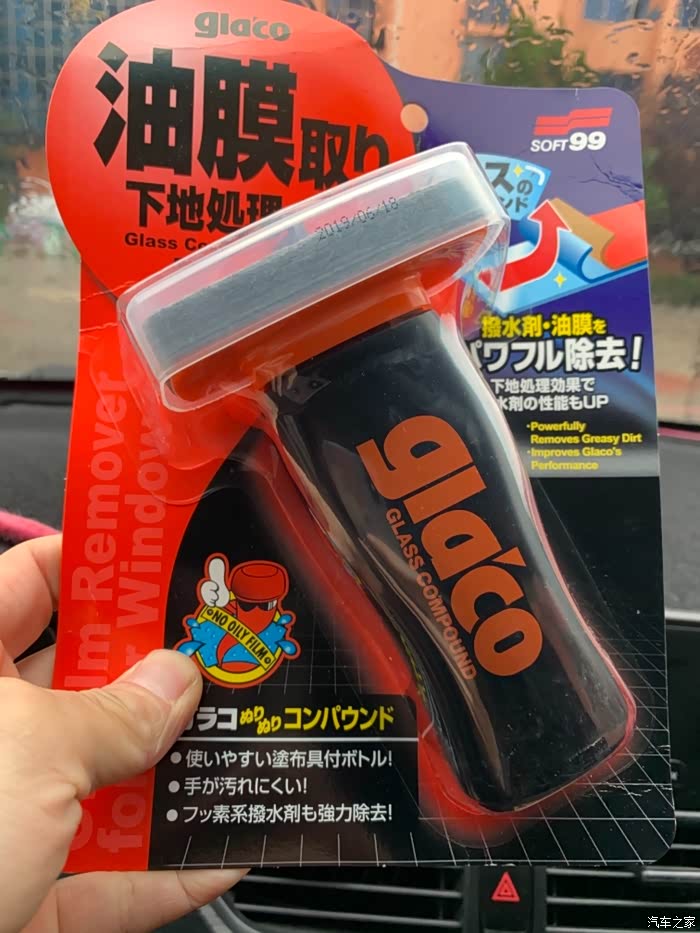 glaco
油膜取り
下地処理
Glass
2019/06/18
SOFT99
スの
ンド
撥水剤・油膜を
パワフル除去!
下地処理効果で
水剤の性能もUP
・Powerfully
Removes Greasy Dirt
・Improves Glaco's
Performance
glaco
GLASS COMPOUND
lm Remover
for Window
NO OILY FILM
ラコぬりぬりコンパウンド
●使いやすい塗布具付ボトル!
●手が汚れにくい!
●フッ素系撥水剤も強力除去!
汽车之家